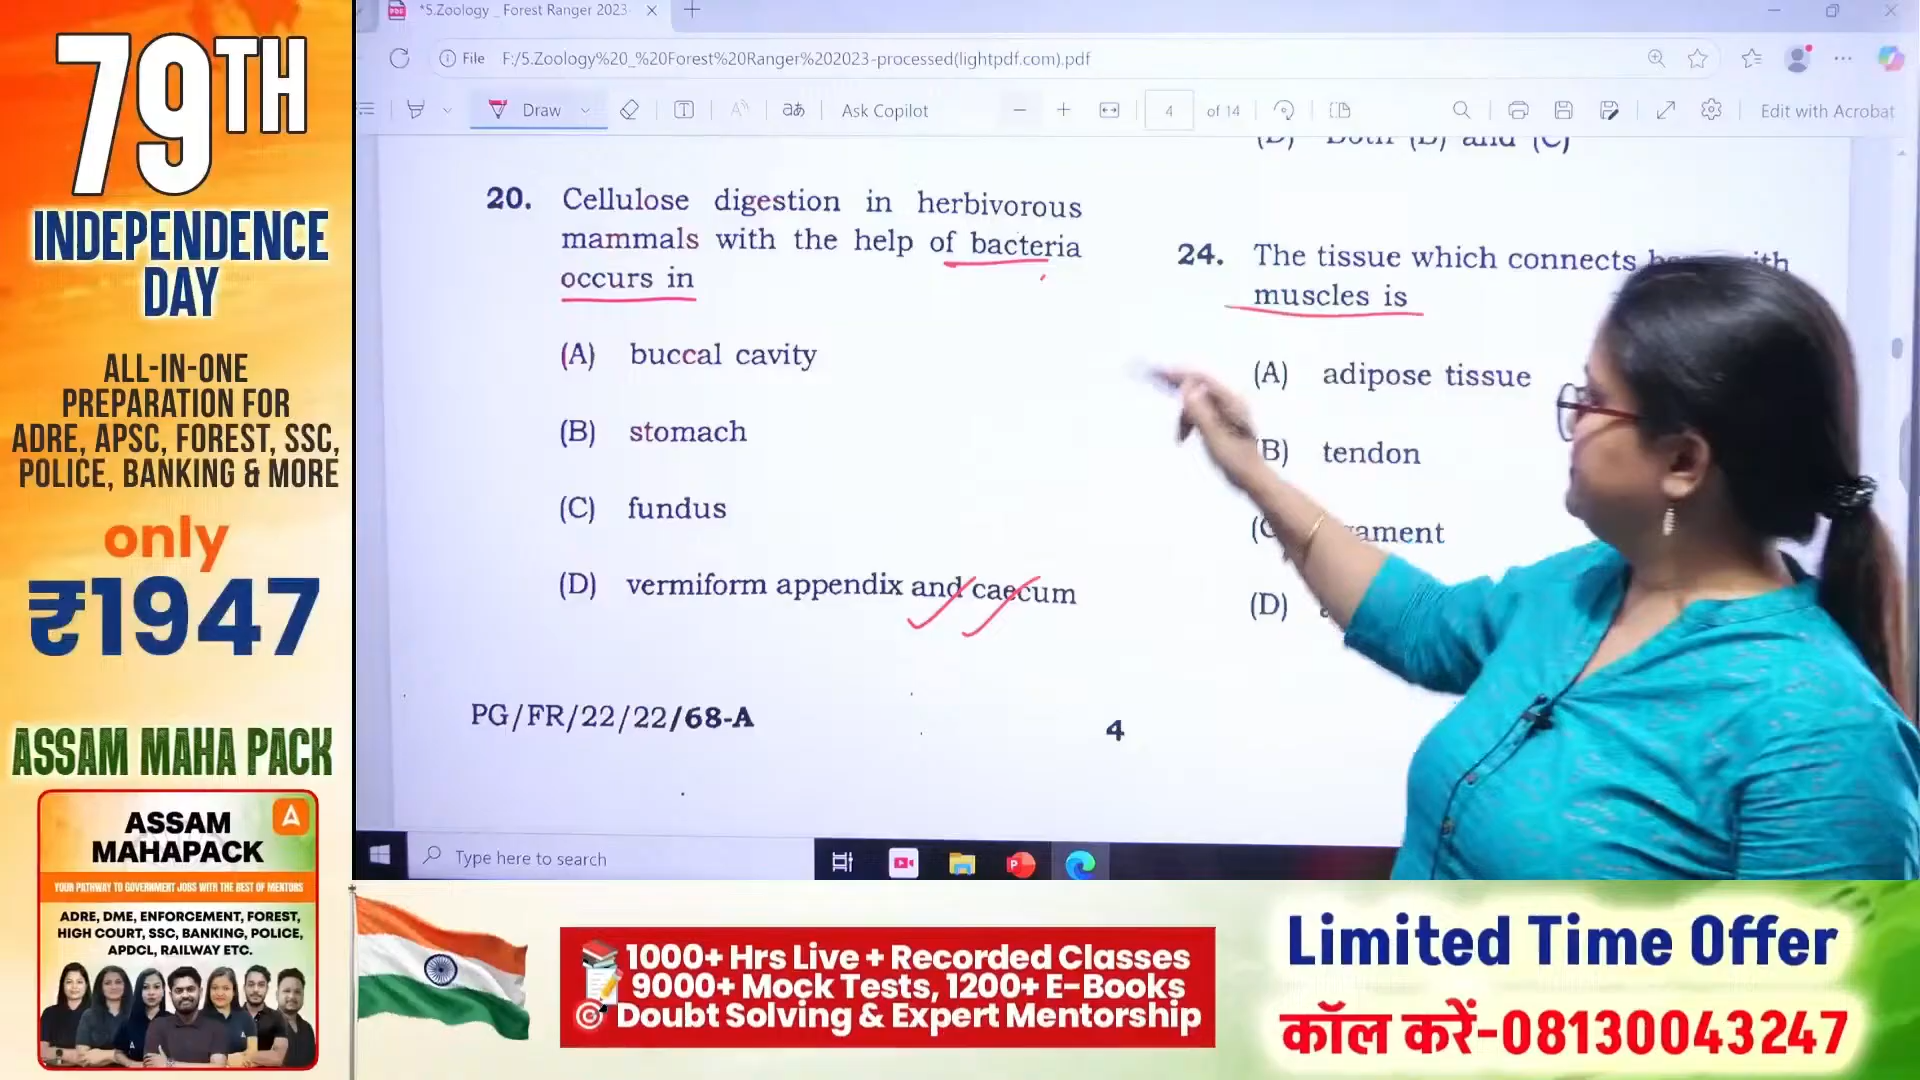 79TH
INDEPENDENCE
DAY
ALL-IN-ONE
PREPARATION FOR
ADRE, APSC, FOREST, SSC,
POLICE, BANKING & MORE
only
₹1947
ASSAM MAHA PACK
ASSAM
MAHAPACK
YOUR PATHWAY TO GOVERNMENT JOBS WITH THE BEST OF MENTORS
ADRE, DME, ENFORCEMENT, FOREST,
HIGH COURT, SSC, BANKING, POLICE,
APDCL, RAILWAY ETC.
*5.Zoology _ Forest Ranger 2023
File F:/5.Zoology%20_%20Forest%20Ranger%202023-processed(lightpdf.com).pdf
Draw
Ask Copilot
4 of 14
Edit with Acrobat
20. Cellulose digestion in herbivorous
mammals with the help of bacteria
occurs in
(A) buccal cavity
(B) stomach
(C) fundus
(D) vermiform appendix and caecum
PG/FR/22/22/68-A
4
(D) Both (B) and (C)
24. The tissue which connects
muscles is
(A) adipose tissue
(B) tendon
(D)
Type here to search
1000+ Hrs Live + Recorded Classes
9000+ Mock Tests, 1200+ E-Books
Doubt Solving & Expert Mentorship
Limited Time Offer
कॉल करें-08130043247